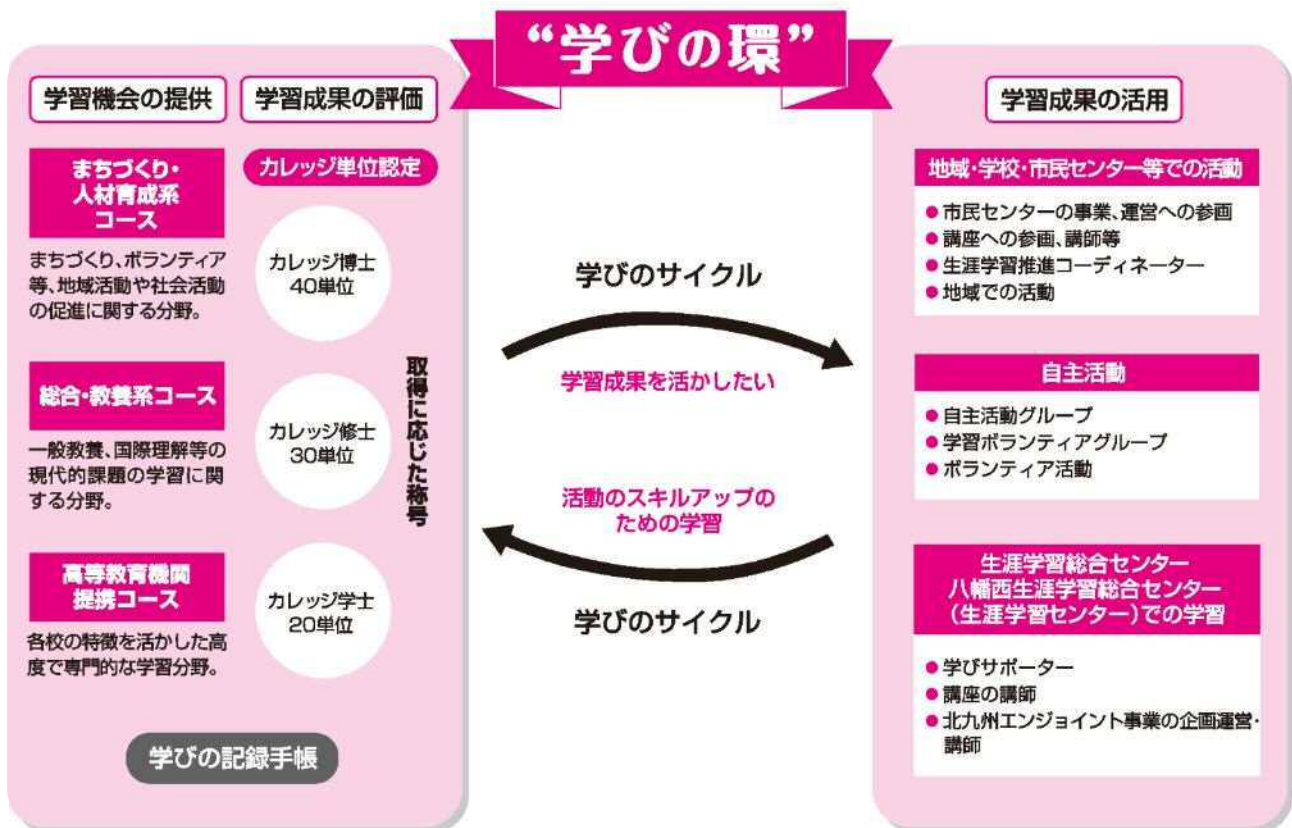 “学びの環”
学習機会の提供
まちづくり・
人材育成系
コース
まちづくり、ボランティア
等、地域活動や社会活動
の促進に関する分野。
総合・教養系コース
一般教養、国際理解等の
現代的課題の学習に関
する分野。
高等教育機関
提携コース
各校の特徴を活かした高
度で専門的な学習分野。
学習成果の評価
カレッジ単位認定
カレッジ博士
40単位
カレッジ修士
30単位
カレッジ学士
20単位
取得に応じた称号
学びの記録手帳
学びのサイクル
学習成果を活かしたい
活動のスキルアップの
ための学習
学びのサイクル
学習成果の活用
地域・学校・市民センター等での活動
●市民センターの事業、運営への参画
●講座への参画、講師等
●生涯学習推進コーディネーター
●地域での活動
自主活動
●自主活動グループ
●学習ボランティアグループ
●ボランティア活動
生涯学習総合センター
八幡西生涯学習総合センター
(生涯学習センター)での学習
●学びサポーター
●講座の講師
●北九州エンジョイント事業の企画運営・
講師